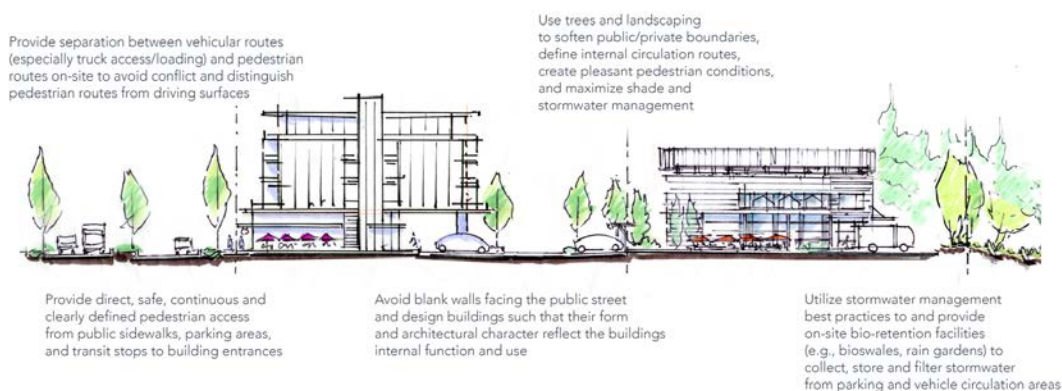 Provide separation between vehicular routes
(especially truck access/loading) and pedestrian
routes on-site to avoid conflict and distinguish
pedestrian routes from driving surfaces
Use trees and landscaping
to soften public/private boundaries,
define internal circulation routes,
create pleasant pedestrian conditions,
and maximize shade and
stormwater management
Provide direct, safe, continuous and
clearly defined pedestrian access
from public sidewalks, parking areas,
and transit stops to building entrances
Avoid blank walls facing the public street
and design buildings such that their form
and architectural character reflect the buildings
internal function and use
Utilize stormwater management
best practices to and provide
on-site bio-retention facilities
(e.g., bioswales, rain gardens) to
collect, store and filter stormwater
from parking and vehicle circulation areas